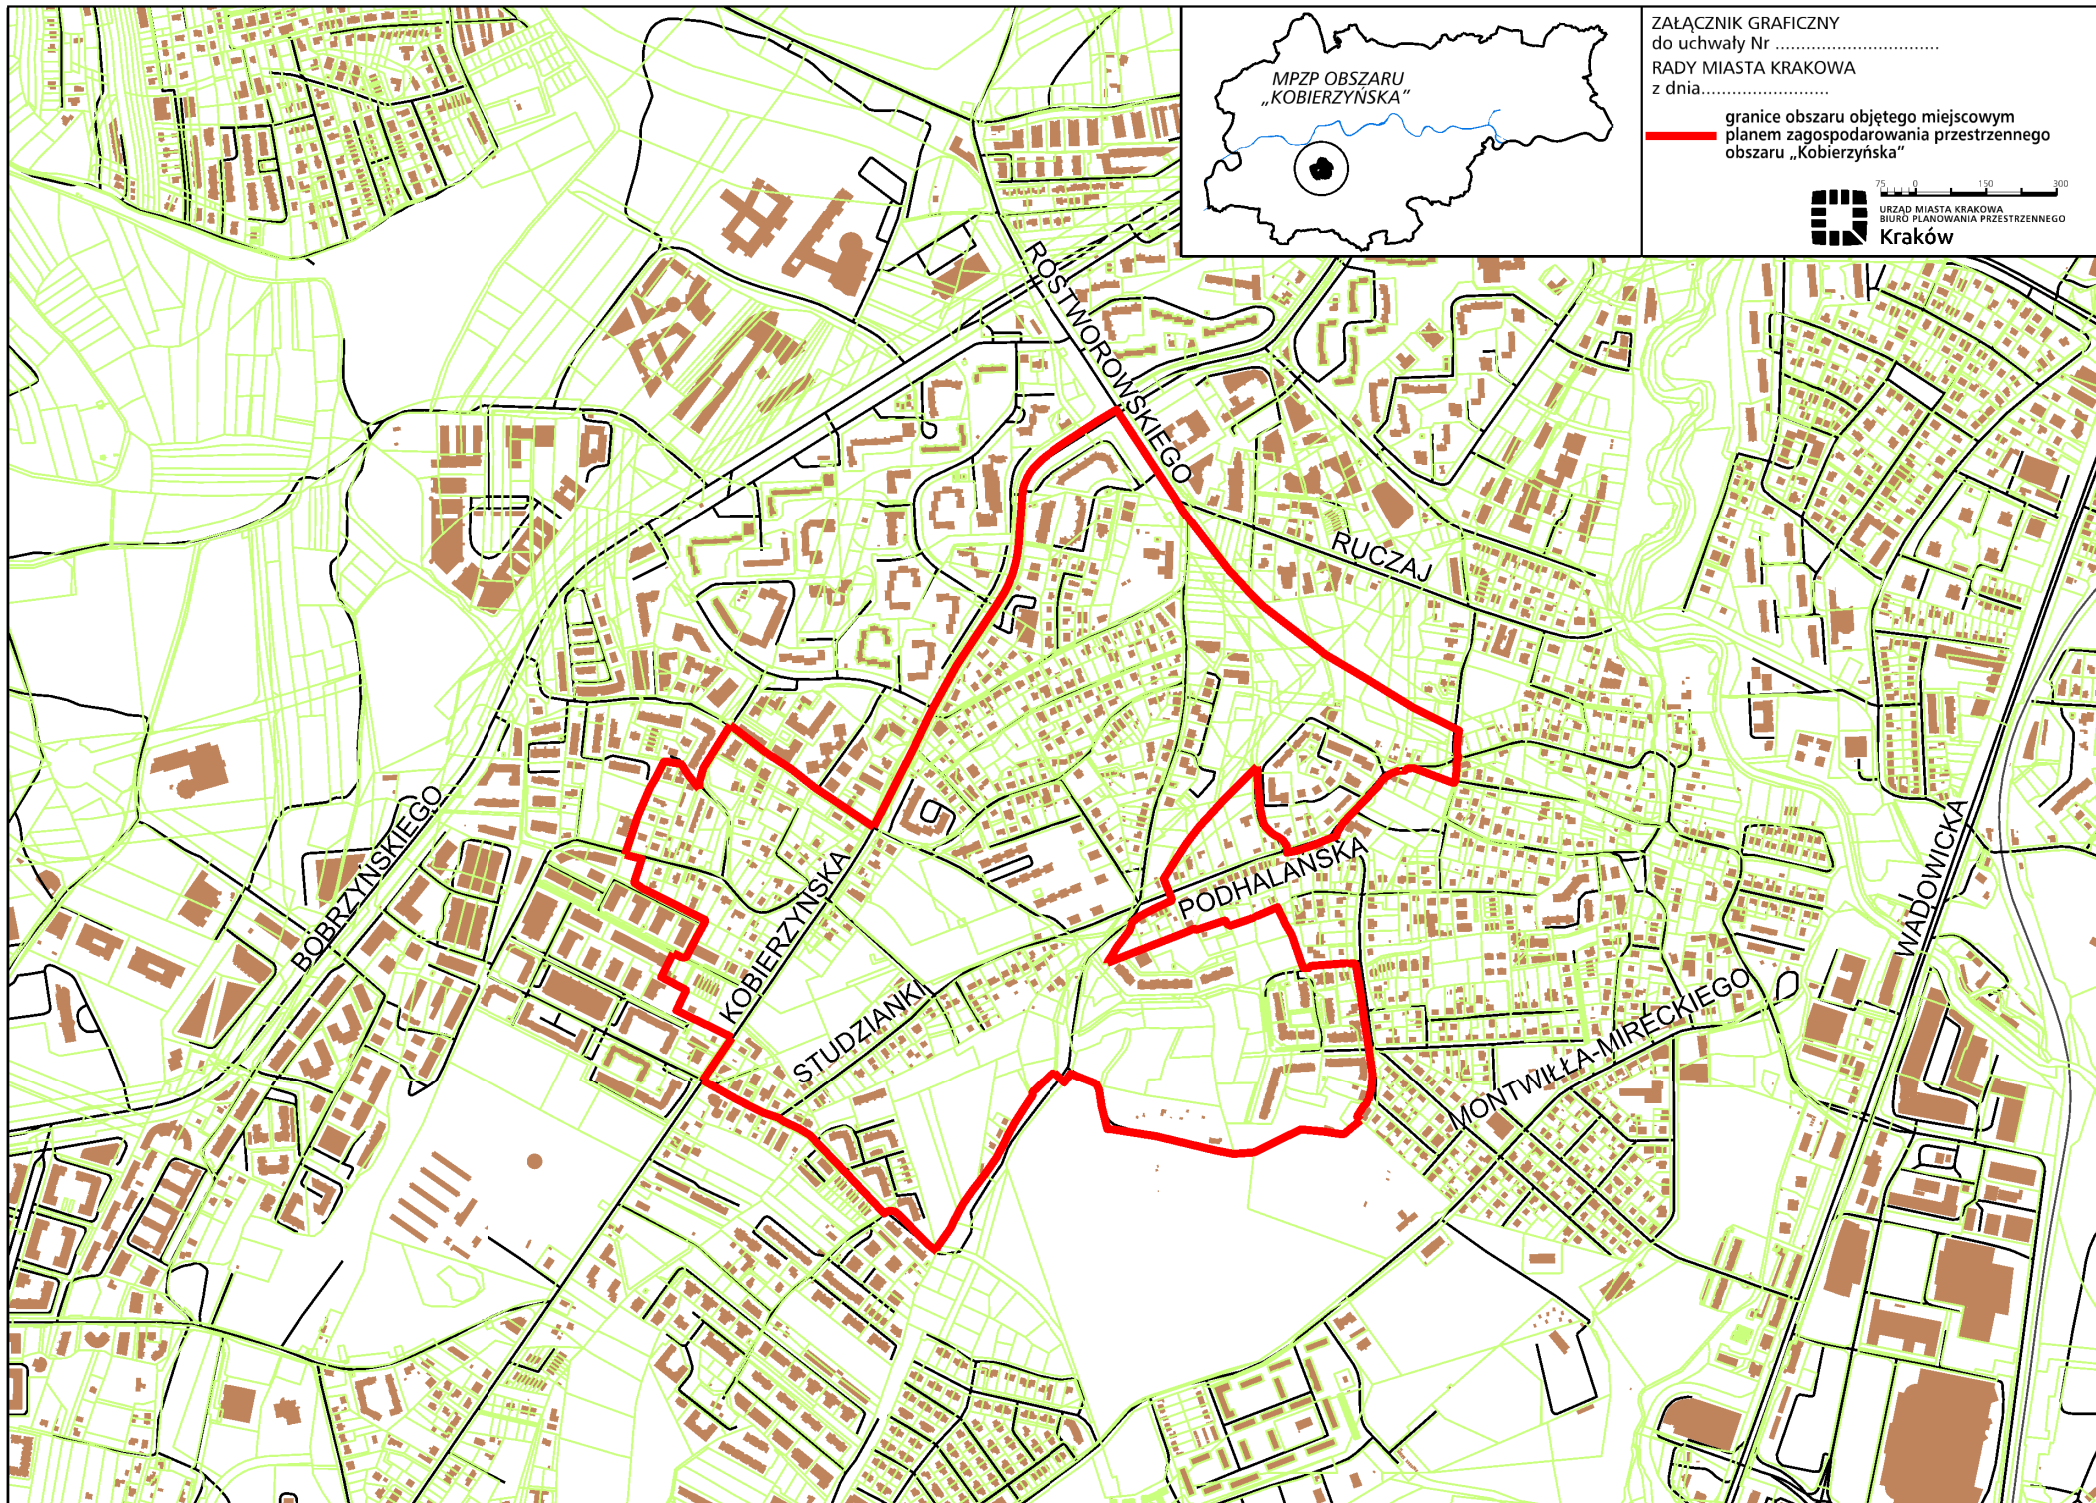 MPZP OBSZARU
„KOBIERZYŃSKA”
ZAŁĄCZNIK GRAFICZNY
do uchwały Nr ................................
RADY MIASTA KRAKOWA
z dnia.........................
granice obszaru objętego miejscowym
planem zagospodarowania przestrzennego
obszaru „Kobierzyńska”
75 0 150 300
URZĄD MIASTA KRAKOWA
BIURO PLANOWANIA PRZESTRZENNEGO
Kraków
ROSTWOROWSKIEGO
RUCZAJ
BOBRZYŃSKIEGO
KOBIERZYŃSKA
PODHALAŃSKA
WADOWICKA
STUDZIANKI
MONTWIŁŁA-MIRECKIEGO